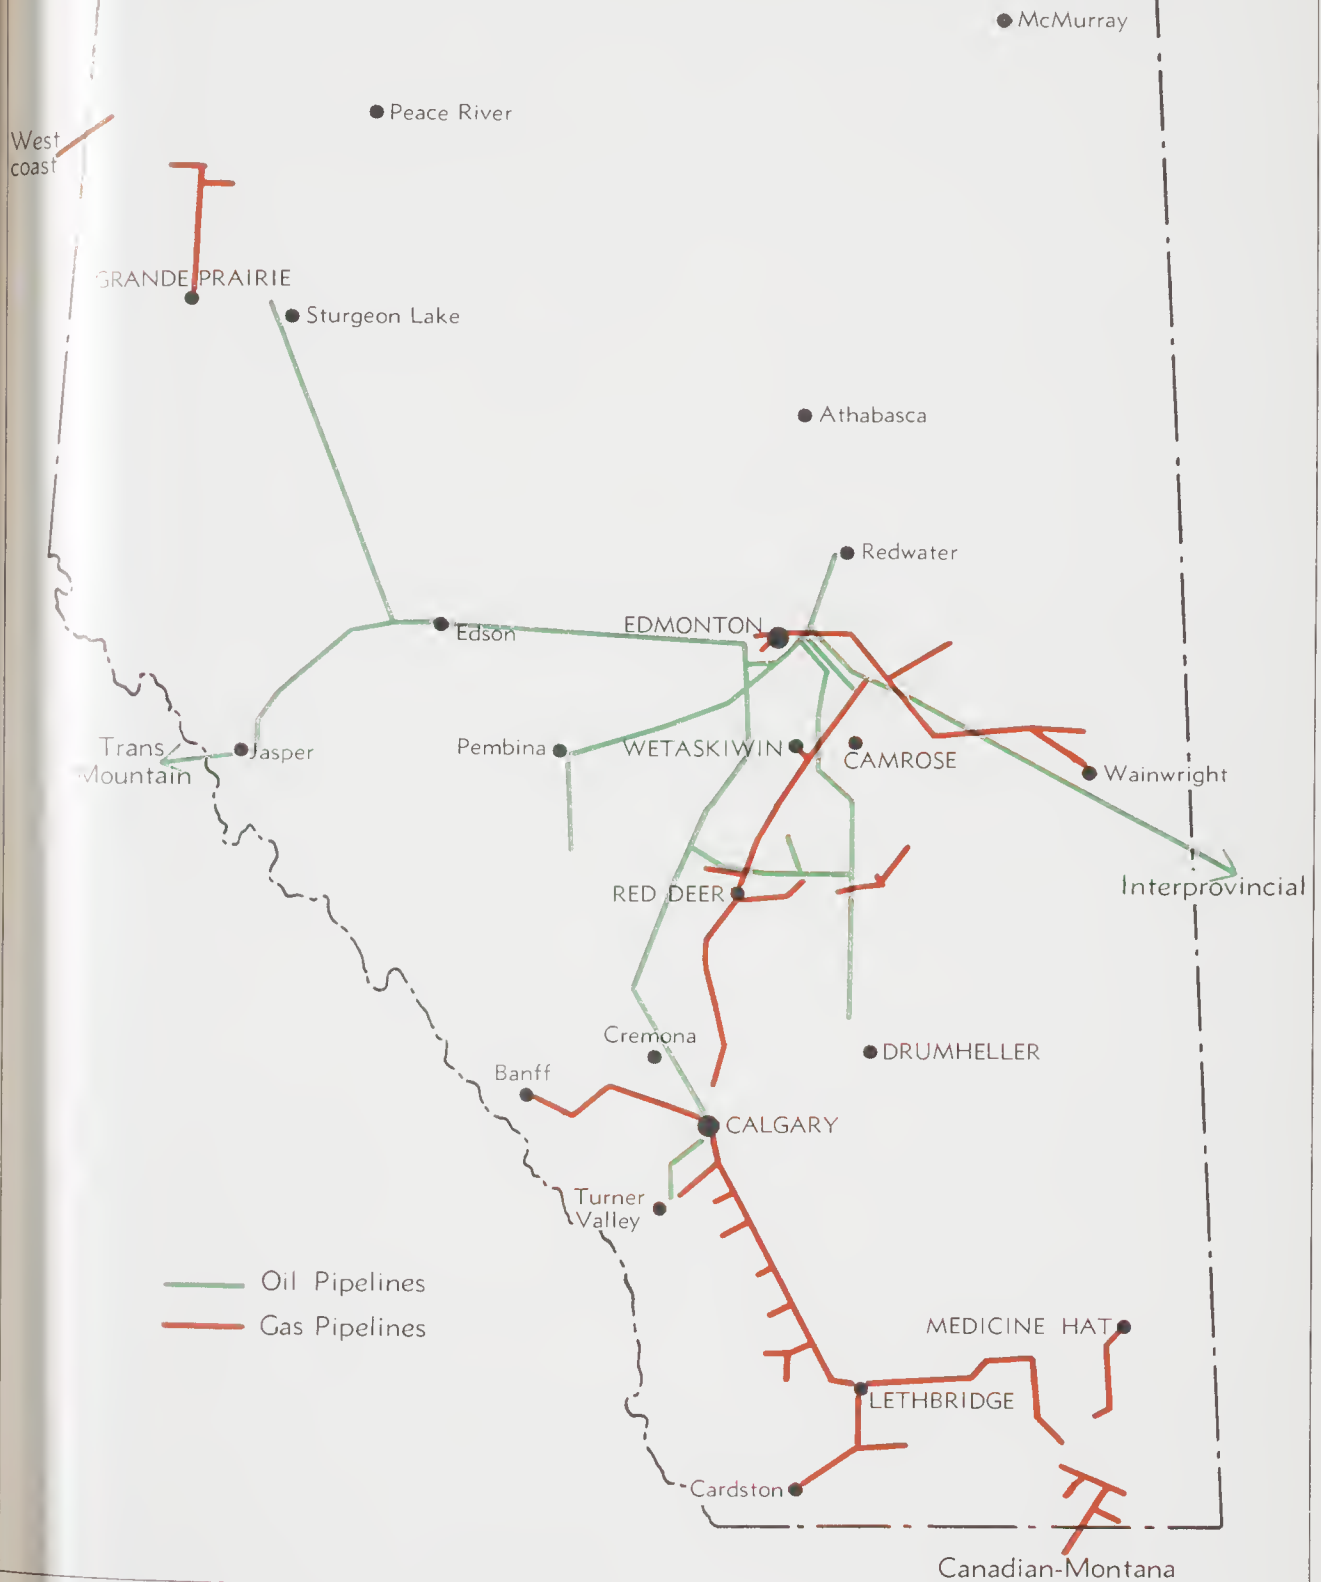 McMurray
Peace River
West
coast
GRANDE PRAIRIE
Sturgeon Lake
Athabasca
Redwater
EDMONTON
Edson
Trans
Mountain
Jasper
Pembina
WETASKIWIN
CAMROSE
Wainwright
RED DEER
Interprovincial
Cremona
DRUMHELLER
Banff
CALGARY
Turner
Valley
Oil Pipelines
Gas Pipelines
MEDICINE HAT
LETHBRIDGE
Cardston
Canadian-Montana